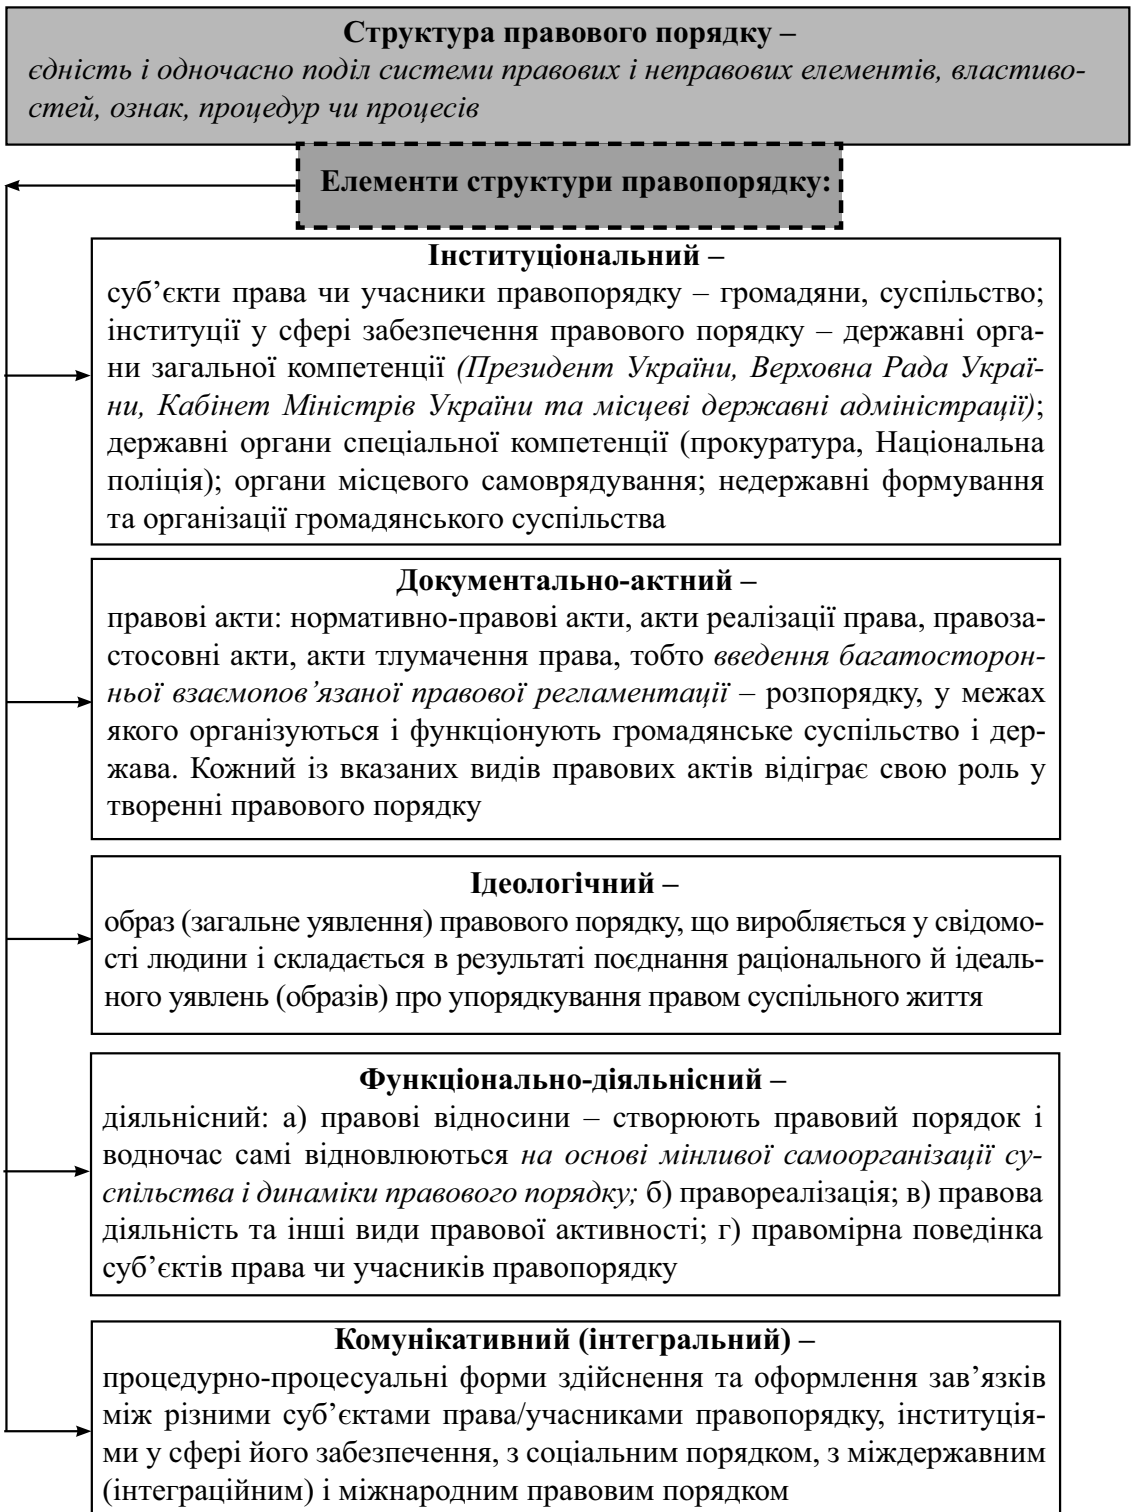 Структура правового порядку –
єдність і одночасно поділ системи правових і неправових елементів, властиво-
стей, ознак, процедур чи процесів
Елементи структури правопорядку:
Інституціональний –
суб’єкти права чи учасники правопорядку – громадяни, суспільство;
інституції у сфері забезпечення правового порядку – державні орга-
ни загальної компетенції (Президент України, Верховна Рада Украї-
ни, Кабінет Міністрів України та місцеві державні адміністрації);
державні органи спеціальної компетенції (прокуратура, Національна
поліція); органи місцевого самоврядування; недержавні формування
та організації громадянського суспільства
Документально-актний –
правові акти: нормативно-правові акти, акти реалізації права, правоза-
стосовні акти, акти тлумачення права, тобто введення багатосторон-
ньої взаємопов’язаної правової регламентації – розпорядку, у межах
якого організуються і функціонують громадянське суспільство і дер-
жава. Кожний із вказаних видів правових актів відіграє свою роль у
творенні правового порядку
Ідеологічний –
образ (загальне уявлення) правового порядку, що виробляється у свідомо-
сті людини і складається в результаті поєднання раціонального й ідеаль-
ного уявлень (образів) про упорядкування правом суспільного життя
Функціонально-діяльнісний –
діяльнісний: а) правові відносини – створюють правовий порядок і
водночас самі відновлюються на основі мінливої самоорганізації су-
спільства і динаміки правового порядку; б) правореалізація; в) правова
діяльність та інші види правової активності; г) правомірна поведінка
суб’єктів права чи учасників правопорядку
Комунікативний (інтегральний) –
процедурно-процесуальні форми здійснення та оформлення зав’язків
між різними суб’єктами права/учасниками правопорядку, інституція-
ми у сфері його забезпечення, з соціальним порядком, з міждержавним
(інтеграційним) і міжнародним правовим порядком